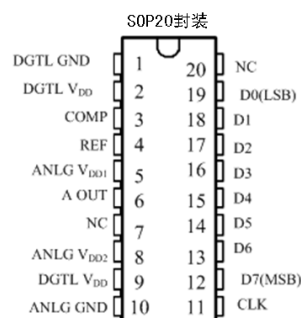 SOP20封装
DGTL GND 1 20 NC
DGTL VDD 2 19 D0(LSB)
COMP 3 18 D1
REF 4 17 D2
ANLG VDD1 5 16 D3
A OUT 6 15 D4
NC 7 14 D5
ANLG VDD2 8 13 D6
DGTL VDD 9 12 D7(MSB)
ANLG GND 10 11 CLK